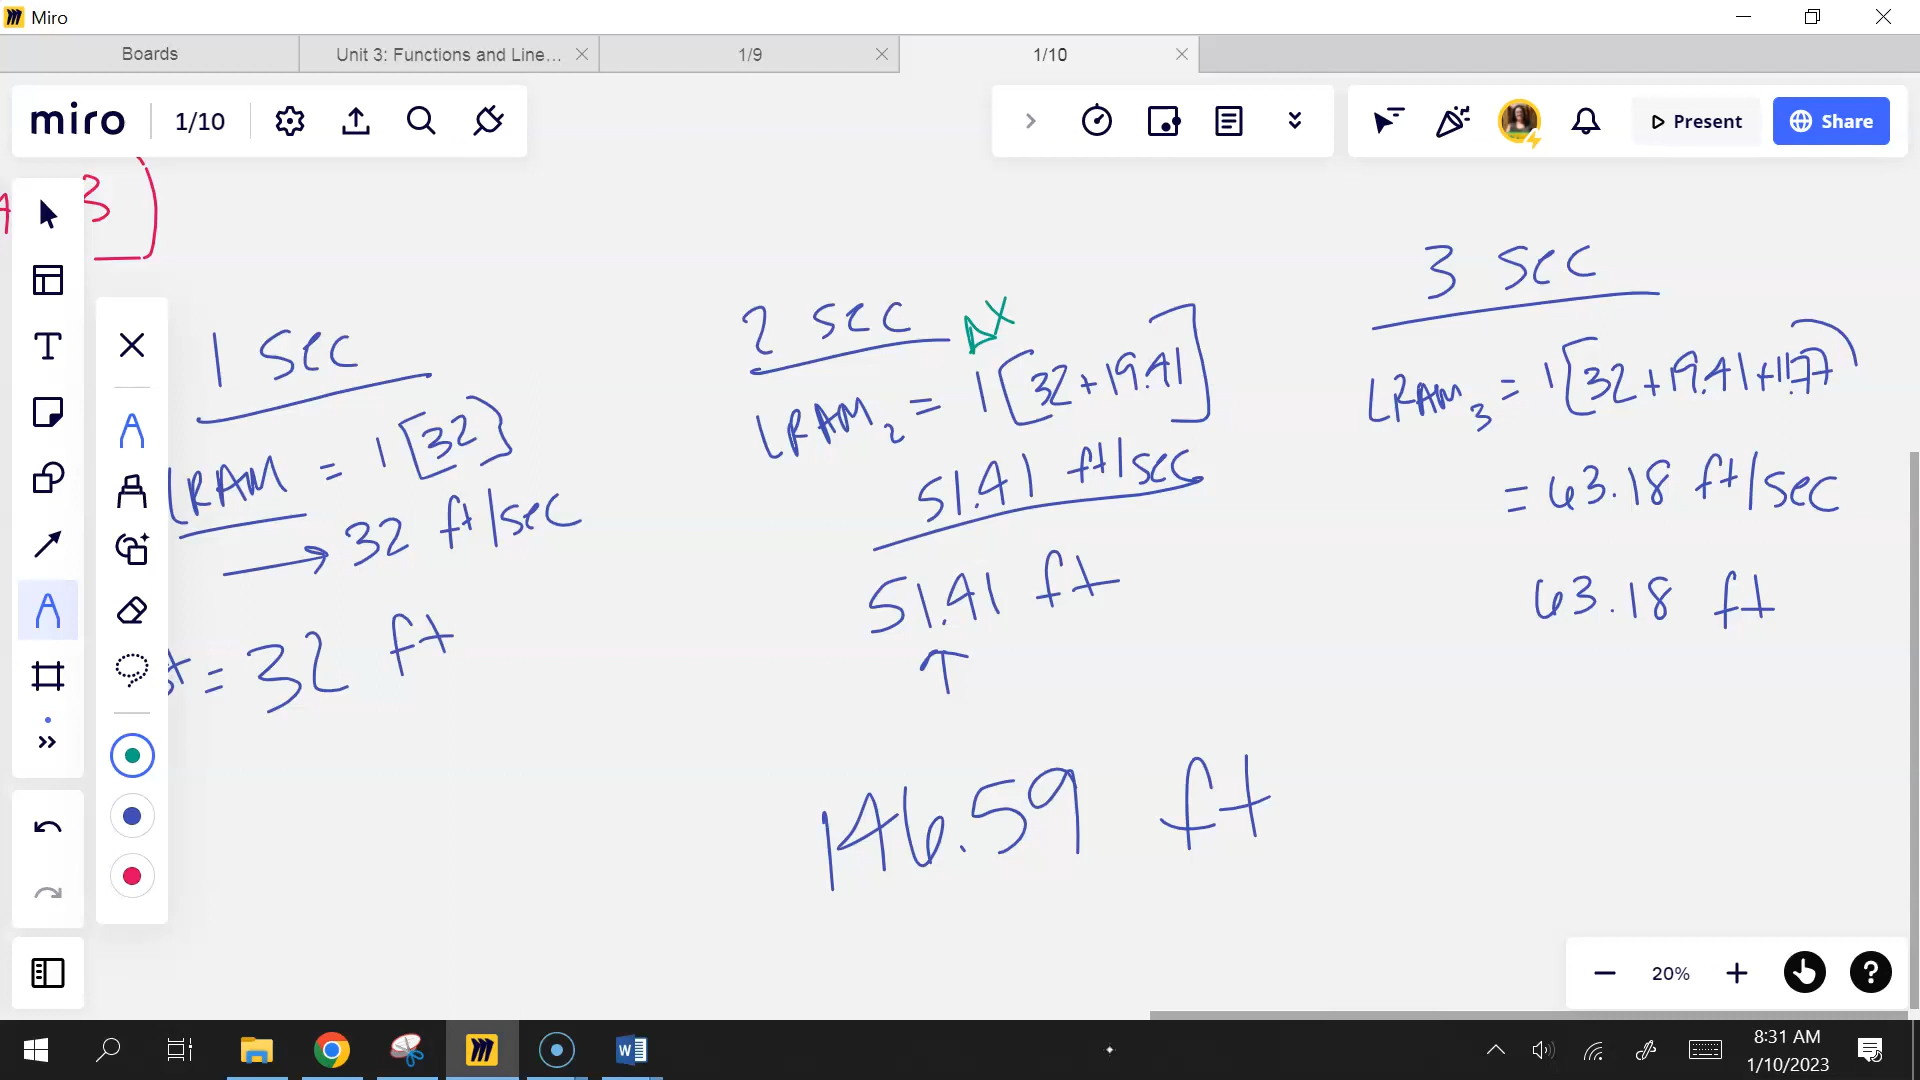 Miro
Boards
Unit 3: Functions and Line...
1/9
1/10
miro
1/10
Present
Share
3
1 sec
LRAM = 1[32]
→ 32 ft/sec
= 32 ft
2 sec
Δx
LRAM₂ = 1[32+19.41]
51.41 ft/sec
51.41 ft
↑
3 sec
LRAM₃ = 1[32+19.41+11.77
= 63.18 ft/sec
63.18 ft
146.59 ft
20%
8:31 AM
1/10/2023